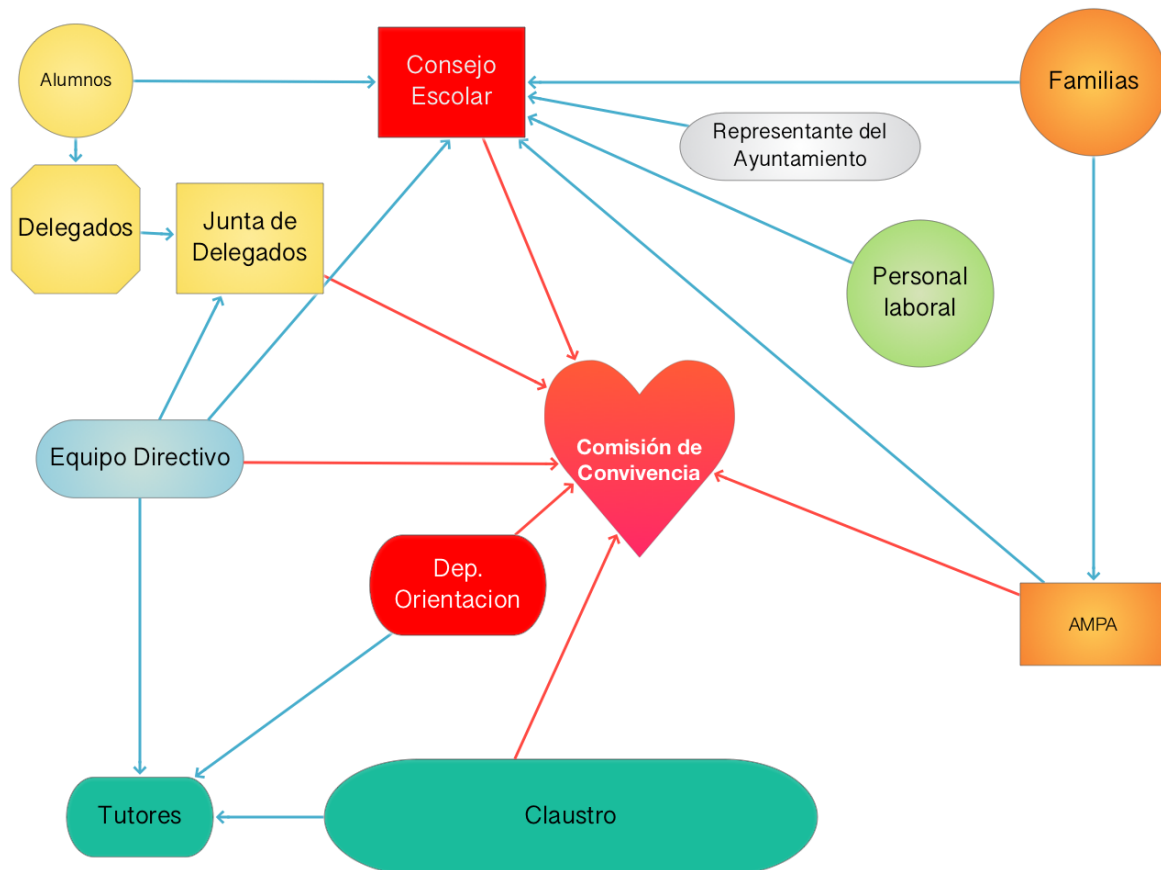 Alumnos
Consejo
Escolar
Familias
Representante del
Ayuntamiento
Delegados
Junta de
Delegados
Personal
laboral
Equipo Directivo
Comisión de
Convivencia
Dep.
Orientacion
AMPA
Tutores
Claustro